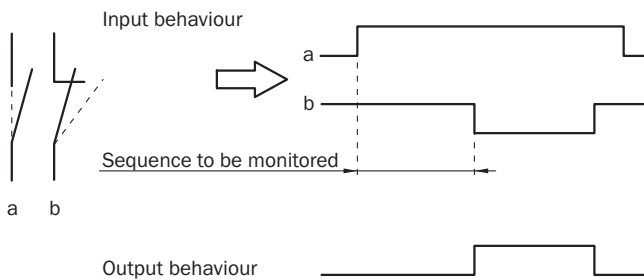 Input behaviour
a
b
Sequence to be monitored
a b
Output behaviour